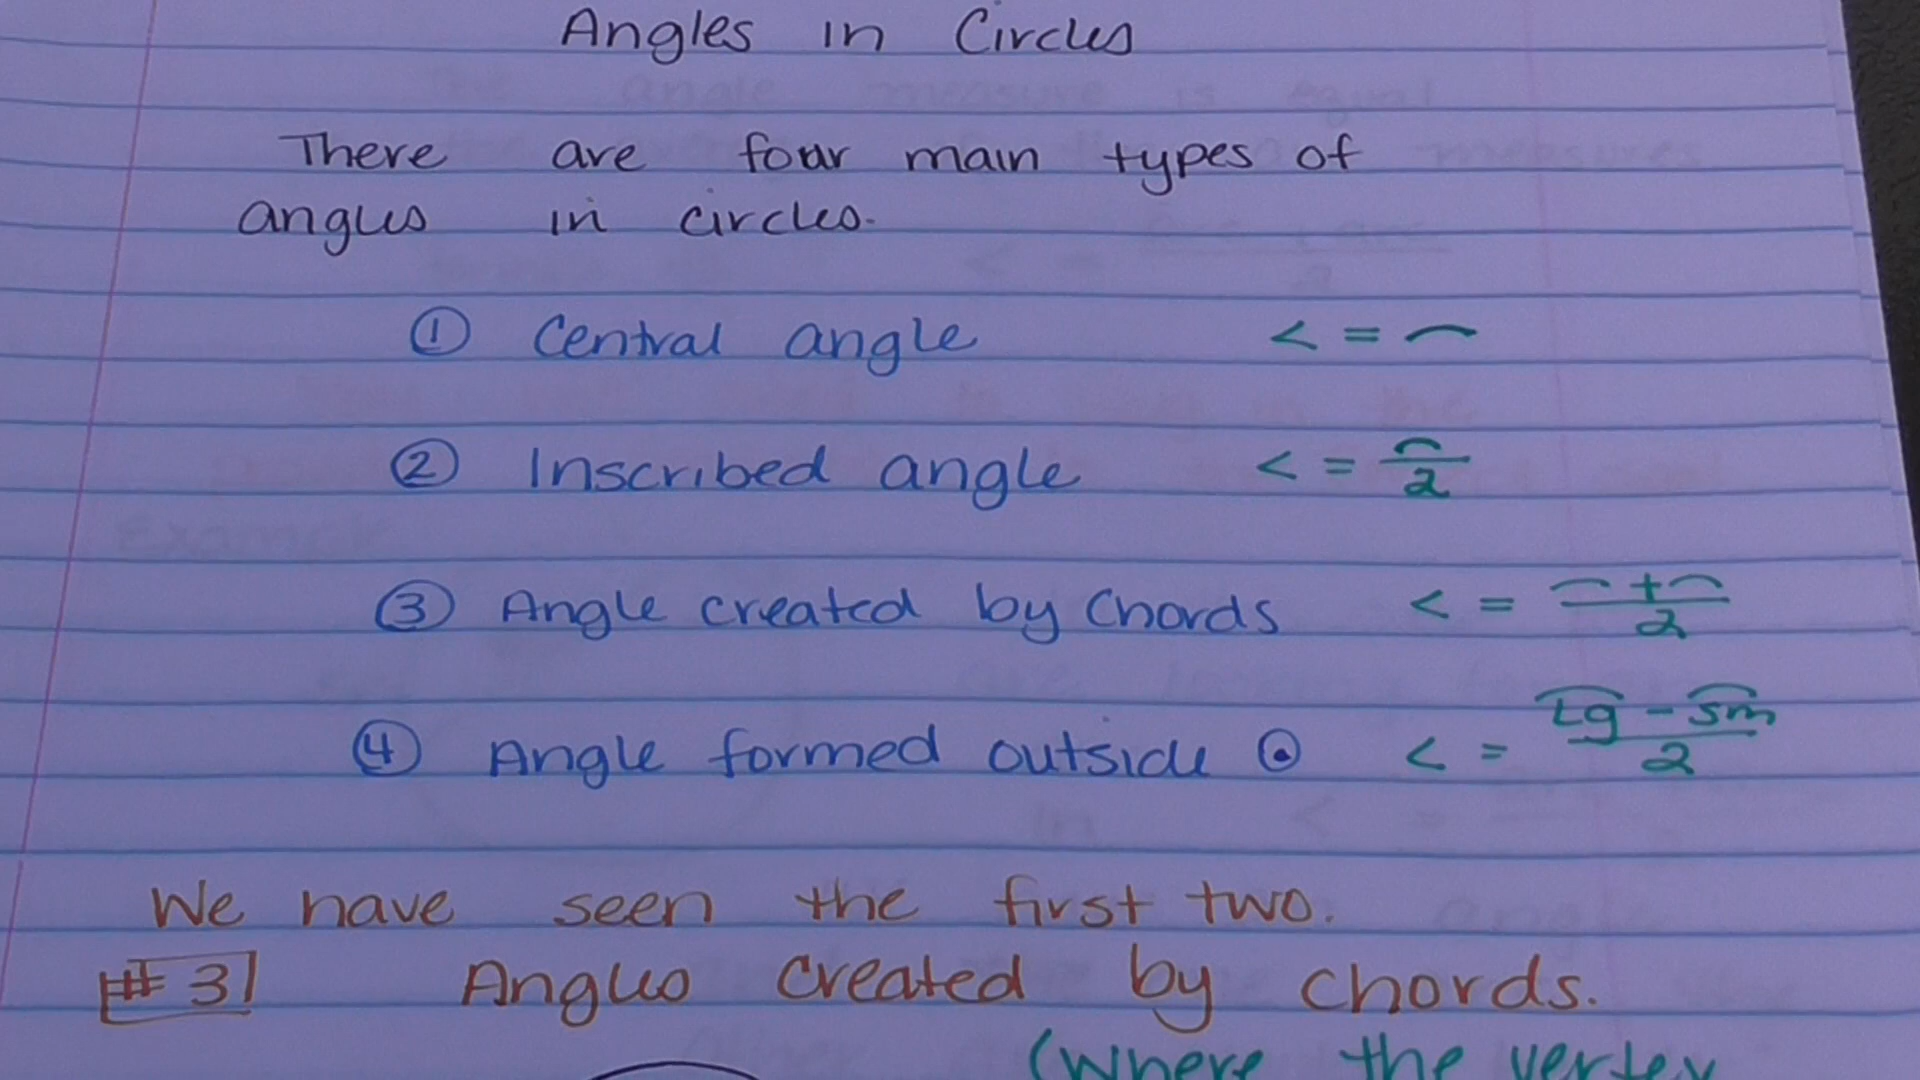 Angles in Circles
There are four main types of
angles in circles.
① Central angle < = ⌒
② Inscribed angle < = ⌒/2
③ Angle created by Chords < = ⌒+⌒/2
④ Angle formed outside ⊙ < = Lg - Sm/2
We have seen the first two.
#3 Angles created by chords.
(Where the vertex